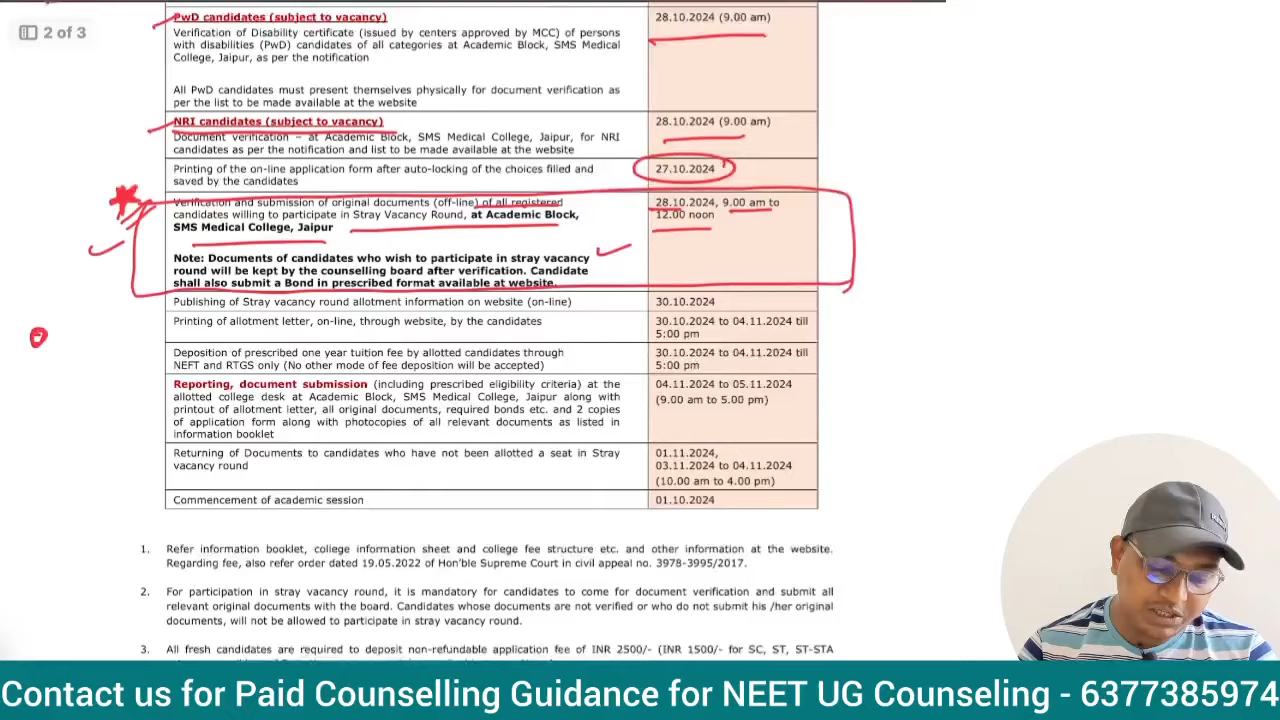 2 of 3
PwD candidates (subject to vacancy)
28.10.2024 (9.00 am)
Verification of Disability certificate (issued by centers approved by MCC) of persons
with disabilities (PwD) candidates of all categories at Academic Block, SMS Medical
College, Jaipur, as per the notification
All PwD candidates must present themselves physically for document verification as
per the list to be made available at the website
NRI candidates (subject to vacancy)
28.10.2024 (9.00 am)
Document verification – at Academic Block, SMS Medical College, Jaipur, for NRI
candidates as per the notification and list to be made available at the website
Printing of the on-line application form after auto-locking of the choices filled and
saved by the candidates
27.10.2024
Verification and submission of original documents (off-line) of all registered
candidates willing to participate in Stray Vacancy Round, at Academic Block,
SMS Medical College, Jaipur
28.10.2024, 9.00 am to
12.00 noon
Note: Documents of candidates who wish to participate in stray vacancy
round will be kept by the counselling board after verification. Candidate
shall also submit a Bond in prescribed format available at website.
Publishing of Stray vacancy round allotment information on website (on-line)
30.10.2024
Printing of allotment letter, on-line, through website, by the candidates
30.10.2024 to 04.11.2024 till
5:00 pm
Deposition of prescribed one year tuition fee by allotted candidates through
NEFT and RTGS only (No other mode of fee deposition will be accepted)
30.10.2024 to 04.11.2024 till
5:00 pm
Reporting, document submission (including prescribed eligibility criteria) at the
allotted college desk at Academic Block, SMS Medical College, Jaipur along with
printout of allotment letter, all original documents, required bonds etc. and 2 copies
of application form along with photocopies of all relevant documents as listed in
information booklet
04.11.2024 to 05.11.2024
(9.00 am to 5.00 pm)
Returning of Documents to candidates who have not been allotted a seat in Stray
vacancy round
01.11.2024,
03.11.2024 to 04.11.2024
(10.00 am to 4.00 pm)
Commencement of academic session
01.10.2024
1. Refer information booklet, college information sheet and college fee structure etc. and other information at the website.
Regarding fee, also refer order dated 19.05.2022 of Hon'ble Supreme Court in civil appeal no. 3978-3995/2017.
2. For participation in stray vacancy round, it is mandatory for candidates to come for document verification and submit all
relevant original documents with the board. Candidates whose documents are not verified or who do not submit his /her original
documents, will not be allowed to participate in stray vacancy round.
3. All fresh candidates are required to deposit non-refundable application fee of INR 2500/- (INR 1500/- for SC, ST, ST-STA
Contact us for Paid Counselling Guidance for NEET UG Counseling - 6377385974